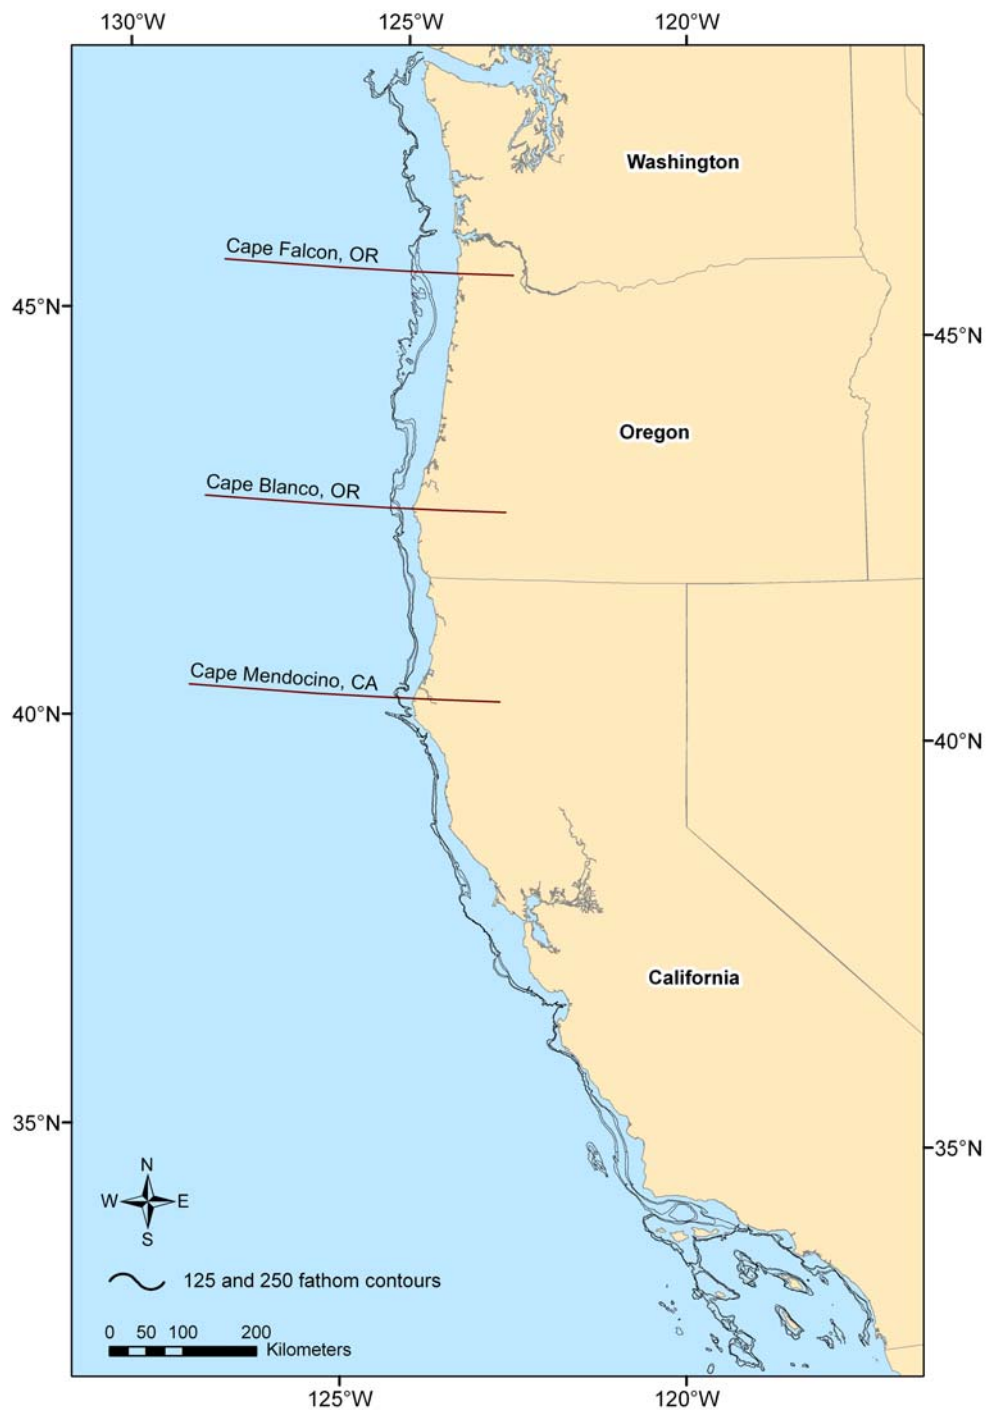 130°W 125°W 120°W
Washington
Cape Falcon, OR
45°N
45°N
Oregon
Cape Blanco, OR
Cape Mendocino, CA
40°N
40°N
California
35°N
35°N
N
W E
S
125 and 250 fathom contours
0 50 100 200
Kilometers
125°W 120°W